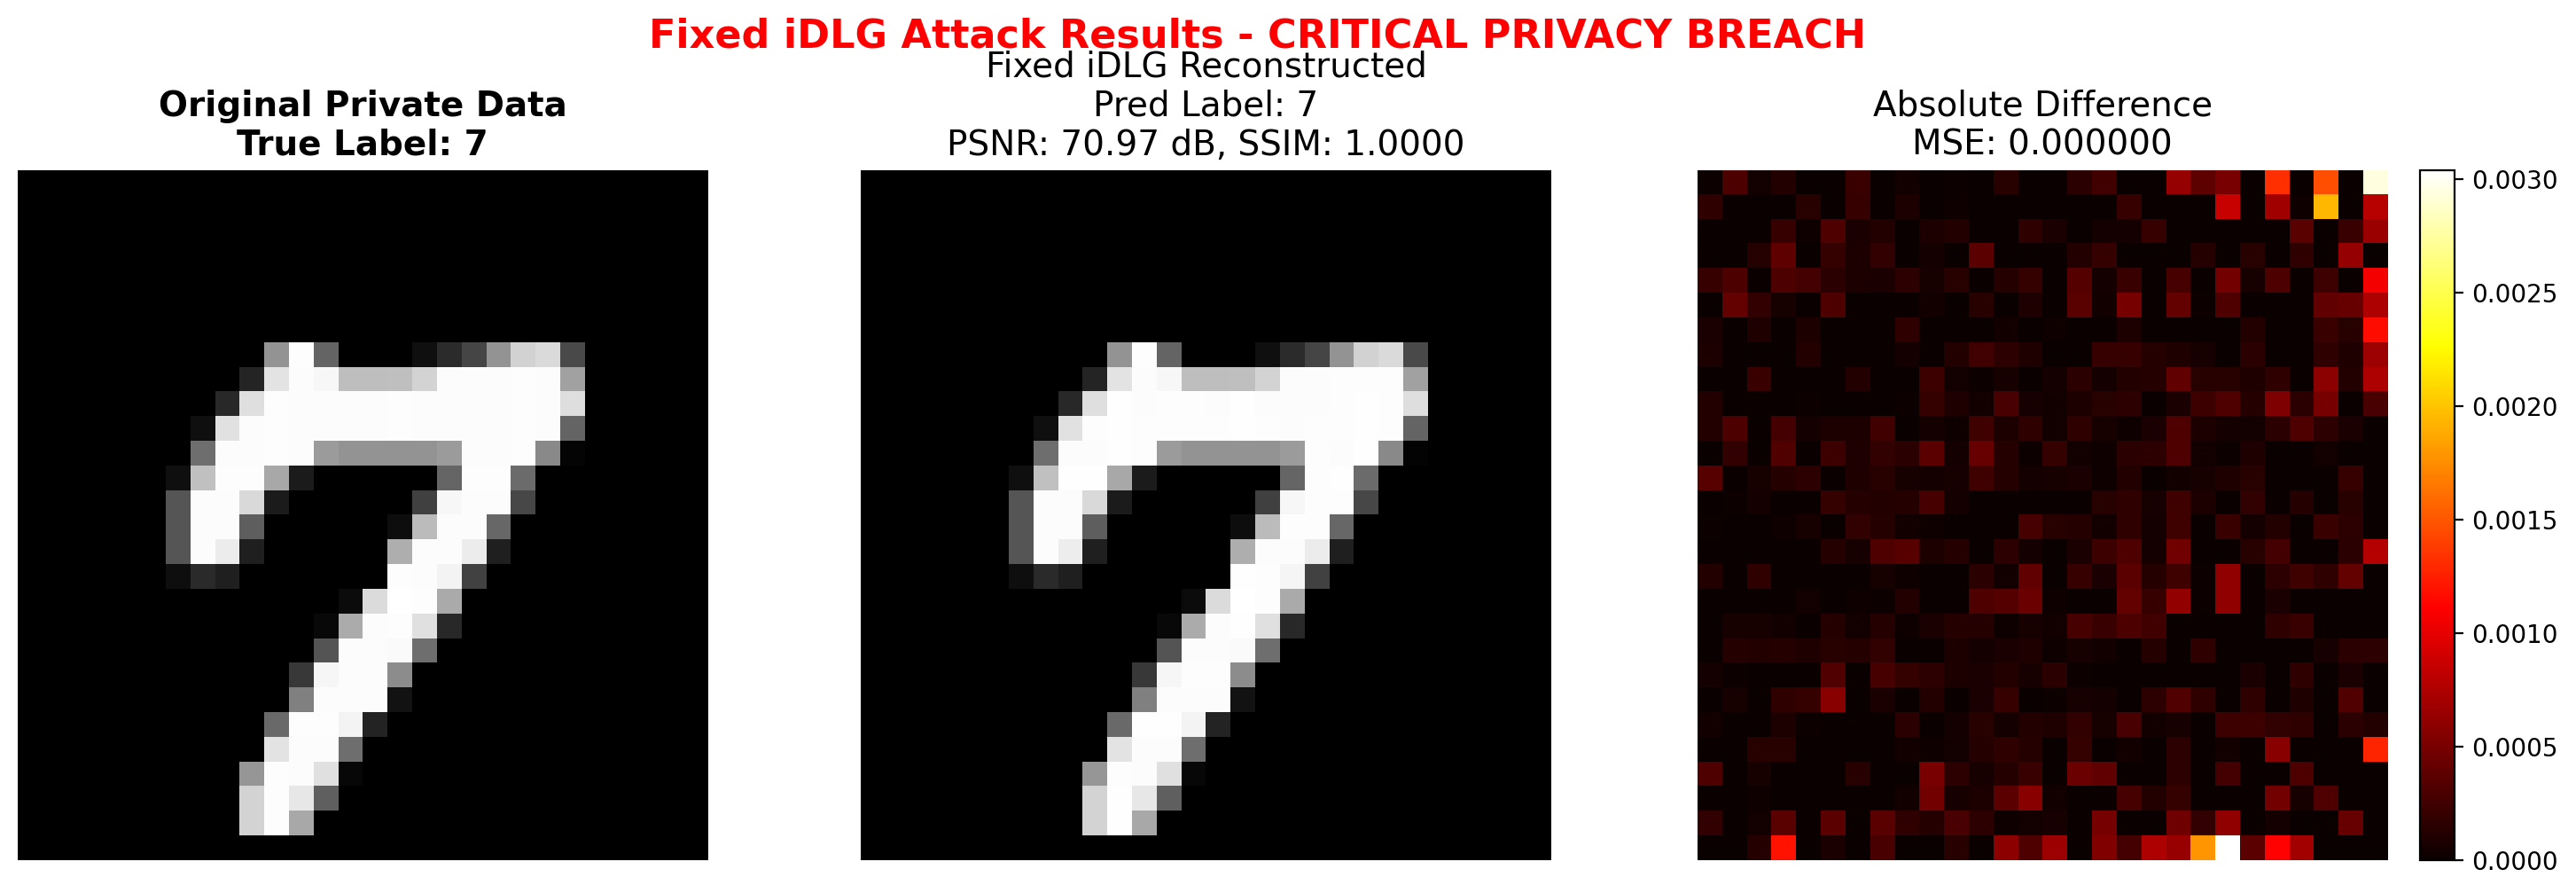 Fixed iDLG Attack Results - CRITICAL PRIVACY BREACH
Original Private Data
True Label: 7
Fixed iDLG Reconstructed
Pred Label: 7
PSNR: 70.97 dB, SSIM: 1.0000
Absolute Difference
MSE: 0.000000
0.0030
0.0025
0.0020
0.0015
0.0010
0.0005
0.0000
7
7